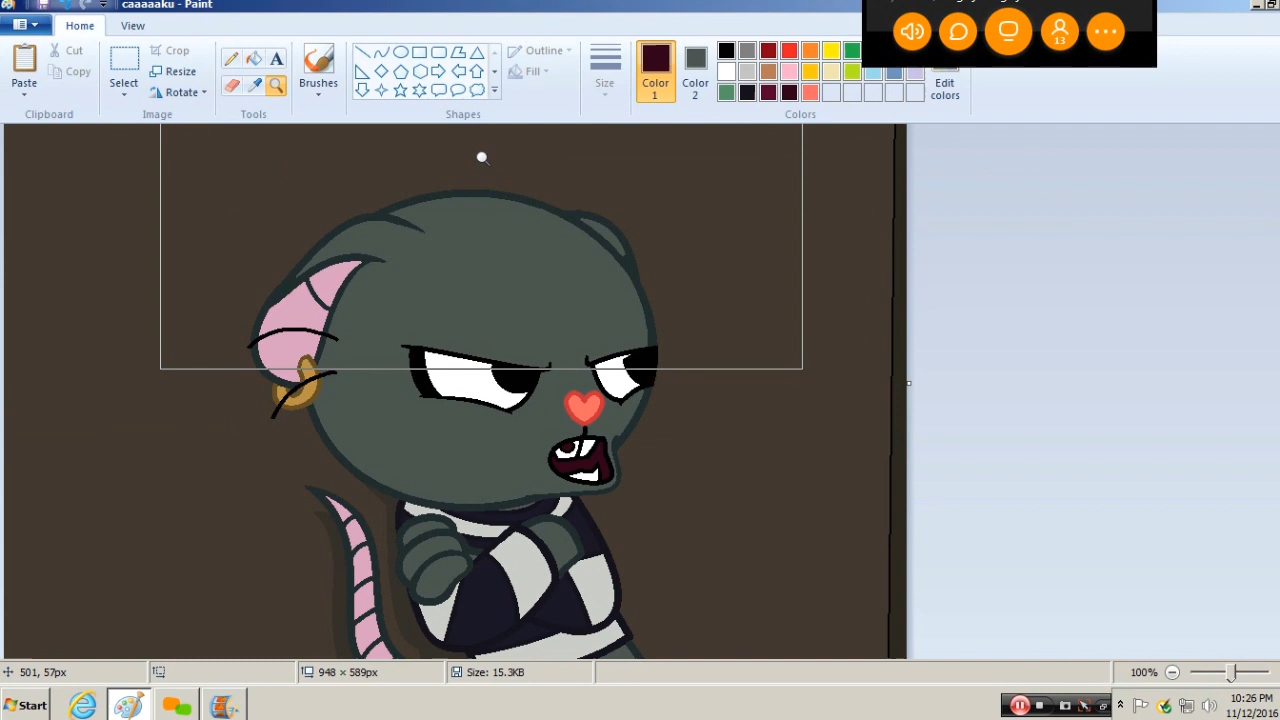 caaaaaku - Paint
Home
View
Paste
Cut
Copy
Clipboard
Select
Crop
Resize
Rotate
Image
A
Tools
Brushes
Outline
Fill
Shapes
Size
Color 1
Color 2
Edit colors
Colors
13
501, 57px
948 × 589px
Size: 15.3KB
100%
Start
10:26 PM
11/12/2016